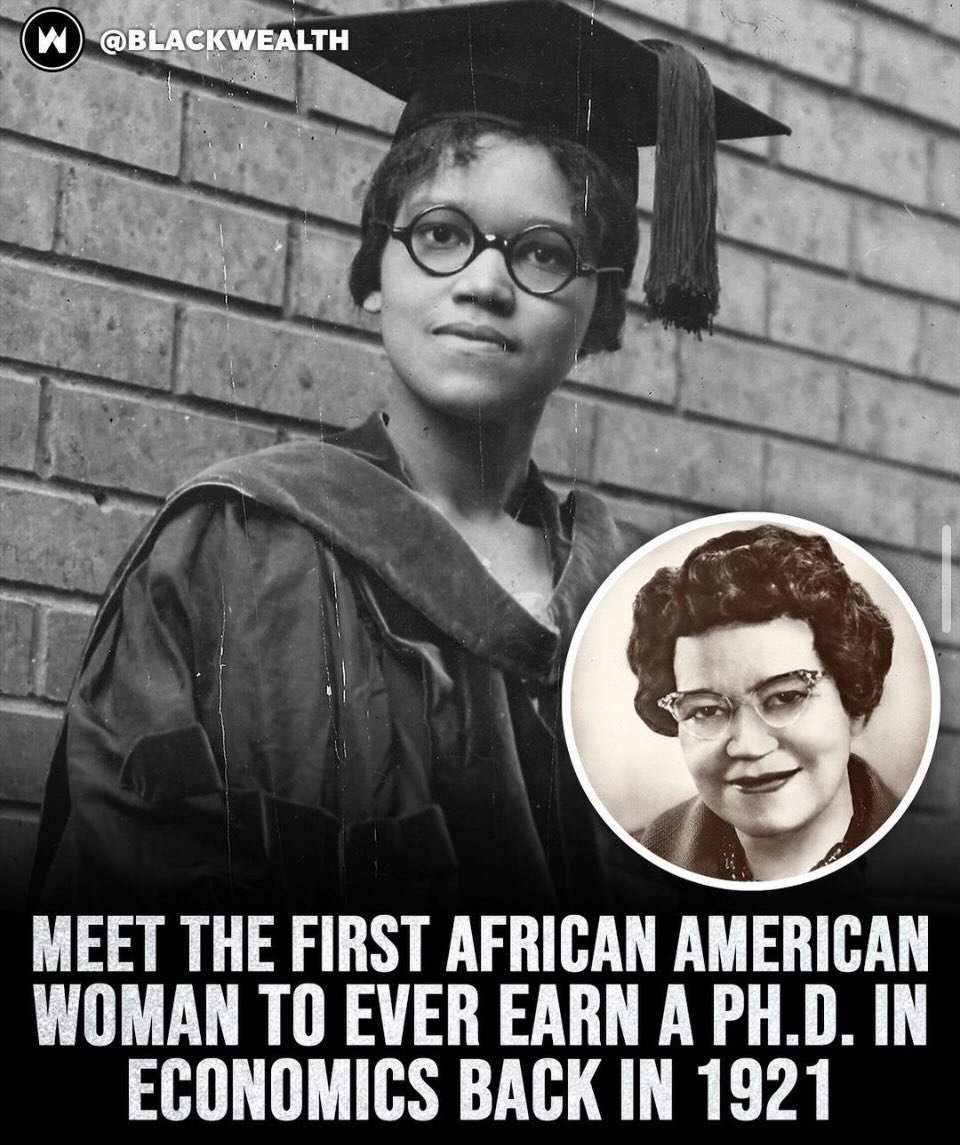 @BLACKWEALTH
MEET THE FIRST AFRICAN AMERICAN
WOMAN TO EVER EARN A PH.D. IN
ECONOMICS BACK IN 1921